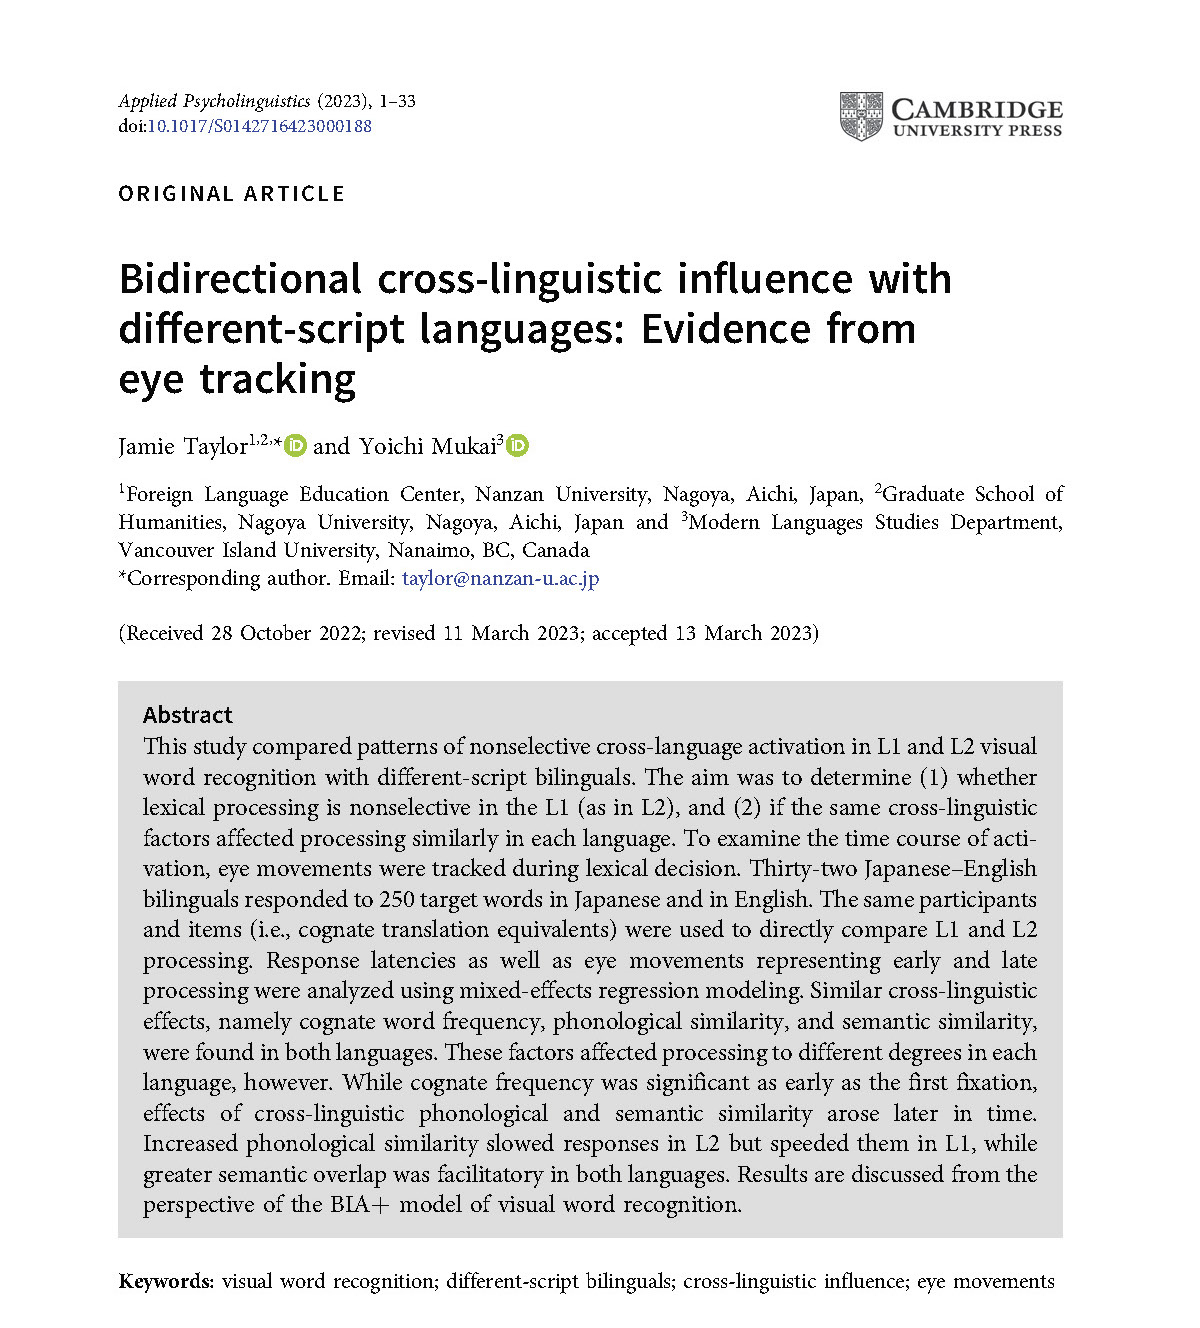 Applied Psycholinguistics (2023), 1–33
doi:10.1017/S0142716423000188
CAMBRIDGE
UNIVERSITY PRESS
ORIGINAL ARTICLE
Bidirectional cross-linguistic influence with
different-script languages: Evidence from
eye tracking
Jamie Taylor1,2,* iD and Yoichi Mukai3 iD
1Foreign Language Education Center, Nanzan University, Nagoya, Aichi, Japan, 2Graduate School of
Humanities, Nagoya University, Nagoya, Aichi, Japan and 3Modern Languages Studies Department,
Vancouver Island University, Nanaimo, BC, Canada
*Corresponding author. Email: taylor@nanzan-u.ac.jp
(Received 28 October 2022; revised 11 March 2023; accepted 13 March 2023)
Abstract
This study compared patterns of nonselective cross-language activation in L1 and L2 visual
word recognition with different-script bilinguals. The aim was to determine (1) whether
lexical processing is nonselective in the L1 (as in L2), and (2) if the same cross-linguistic
factors affected processing similarly in each language. To examine the time course of acti-
vation, eye movements were tracked during lexical decision. Thirty-two Japanese–English
bilinguals responded to 250 target words in Japanese and in English. The same participants
and items (i.e., cognate translation equivalents) were used to directly compare L1 and L2
processing. Response latencies as well as eye movements representing early and late
processing were analyzed using mixed-effects regression modeling. Similar cross-linguistic
effects, namely cognate word frequency, phonological similarity, and semantic similarity,
were found in both languages. These factors affected processing to different degrees in each
language, however. While cognate frequency was significant as early as the first fixation,
effects of cross-linguistic phonological and semantic similarity arose later in time.
Increased phonological similarity slowed responses in L2 but speeded them in L1, while
greater semantic overlap was facilitatory in both languages. Results are discussed from the
perspective of the BIA+ model of visual word recognition.
Keywords: visual word recognition; different-script bilinguals; cross-linguistic influence; eye movements